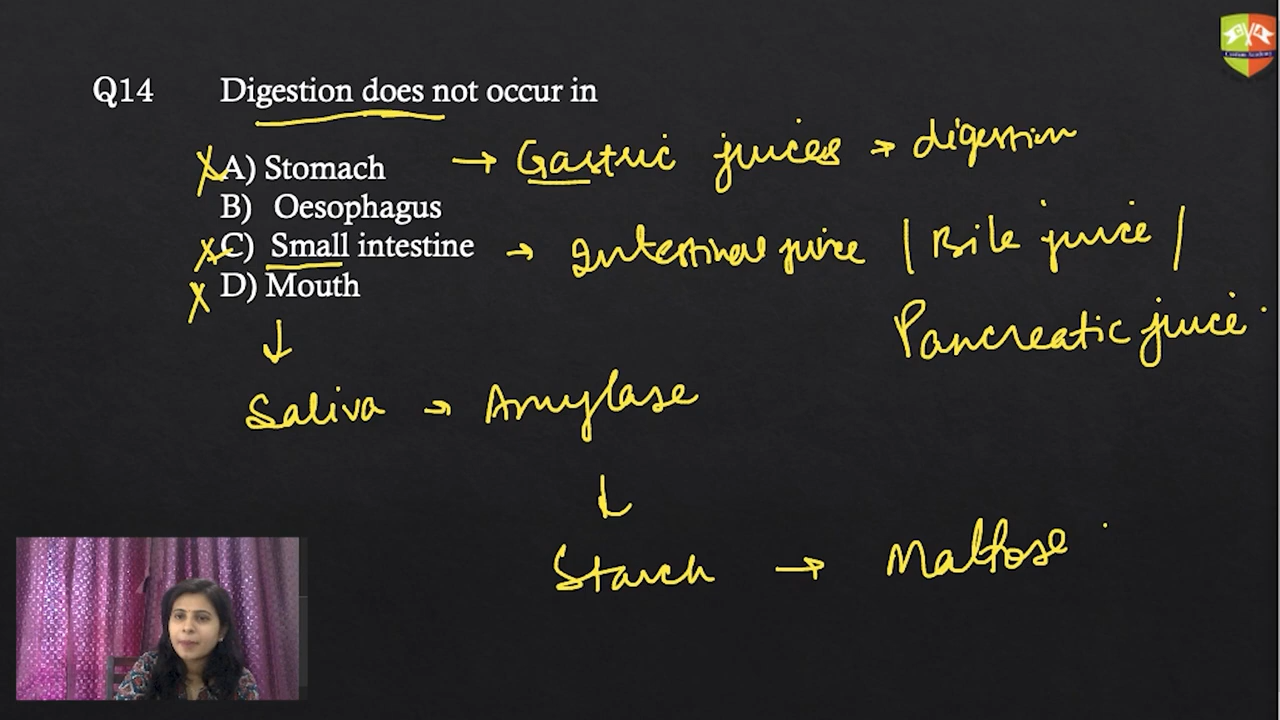 Q14 Digestion does not occur in
A) Stomach → Gastric juices → digestion
B) Oesophagus
C) Small intestine → Intestinal juice / Bile juice /
Pancreatic juice.
D) Mouth
↓
Saliva → Amylase
↓
Starch → Maltose.